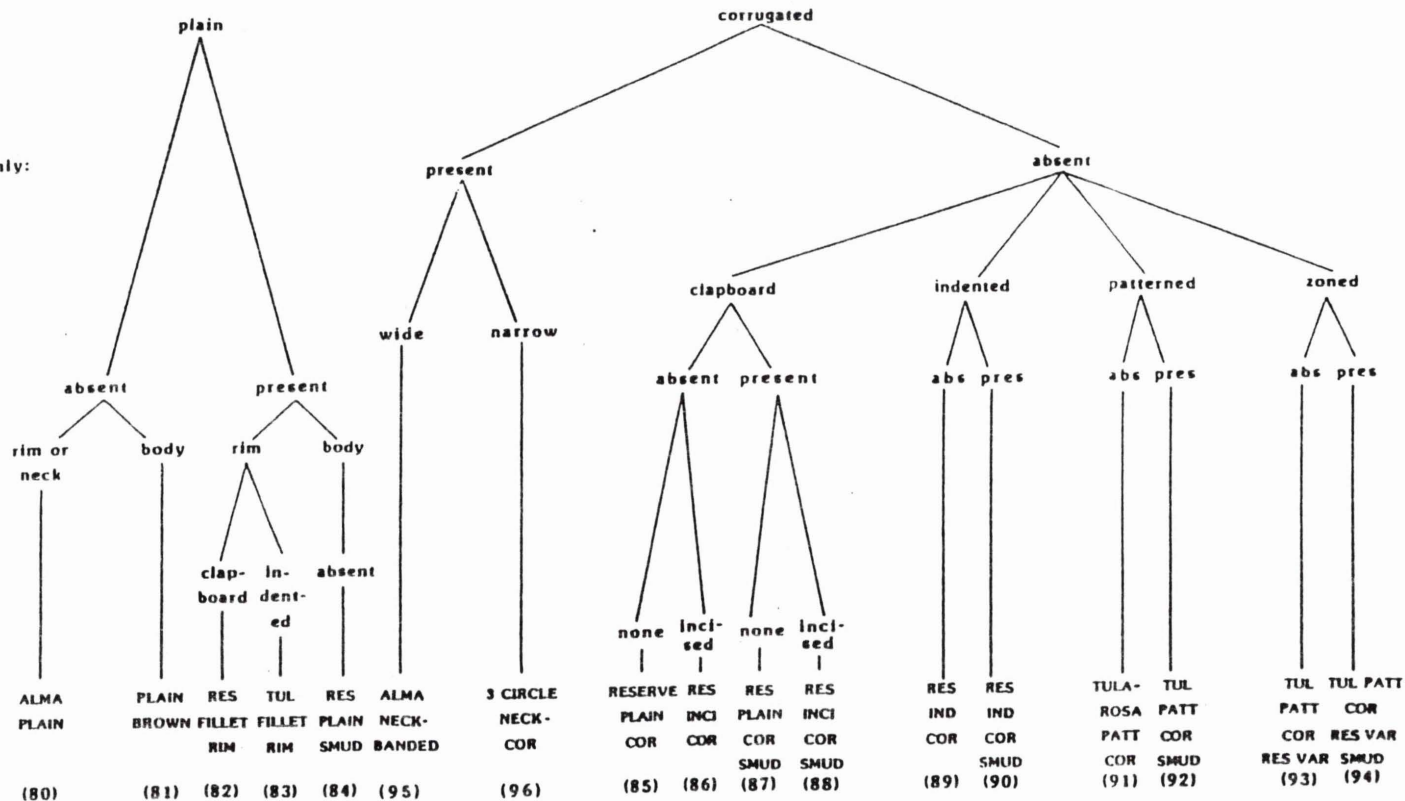 corrugated
plain
nly:
present
absent
clapboard
indented
patterned
zoned
wide
narrow
absent
present
absent
present
abs
pres
abs
pres
abs
pres
rim or
neck
body
rim
body
clap-
board
in-
dent-
ed
absent
none
inci-
sed
none
inci-
sed
ALMA
PLAIN
(80)
PLAIN
BROWN
(81)
RES
FILLET
RIM
(82)
TUL
FILLET
RIM
(83)
RES
PLAIN
SMUD
(84)
ALMA
NECK-
BANDED
(95)
3 CIRCLE
NECK-
COR
(96)
RESERVE
PLAIN
COR
(85)
RES
INCI
COR
(86)
RES
PLAIN
COR
SMUD
(87)
RES
INCI
COR
SMUD
(88)
RES
IND
COR
(89)
RES
IND
COR
SMUD
(90)
TULA-
ROSA
PATT
COR
(91)
TUL
PATT
COR
SMUD
(92)
TUL
PATT
COR
RES VAR
(93)
TUL PATT
COR
RES VAR
SMUD
(94)